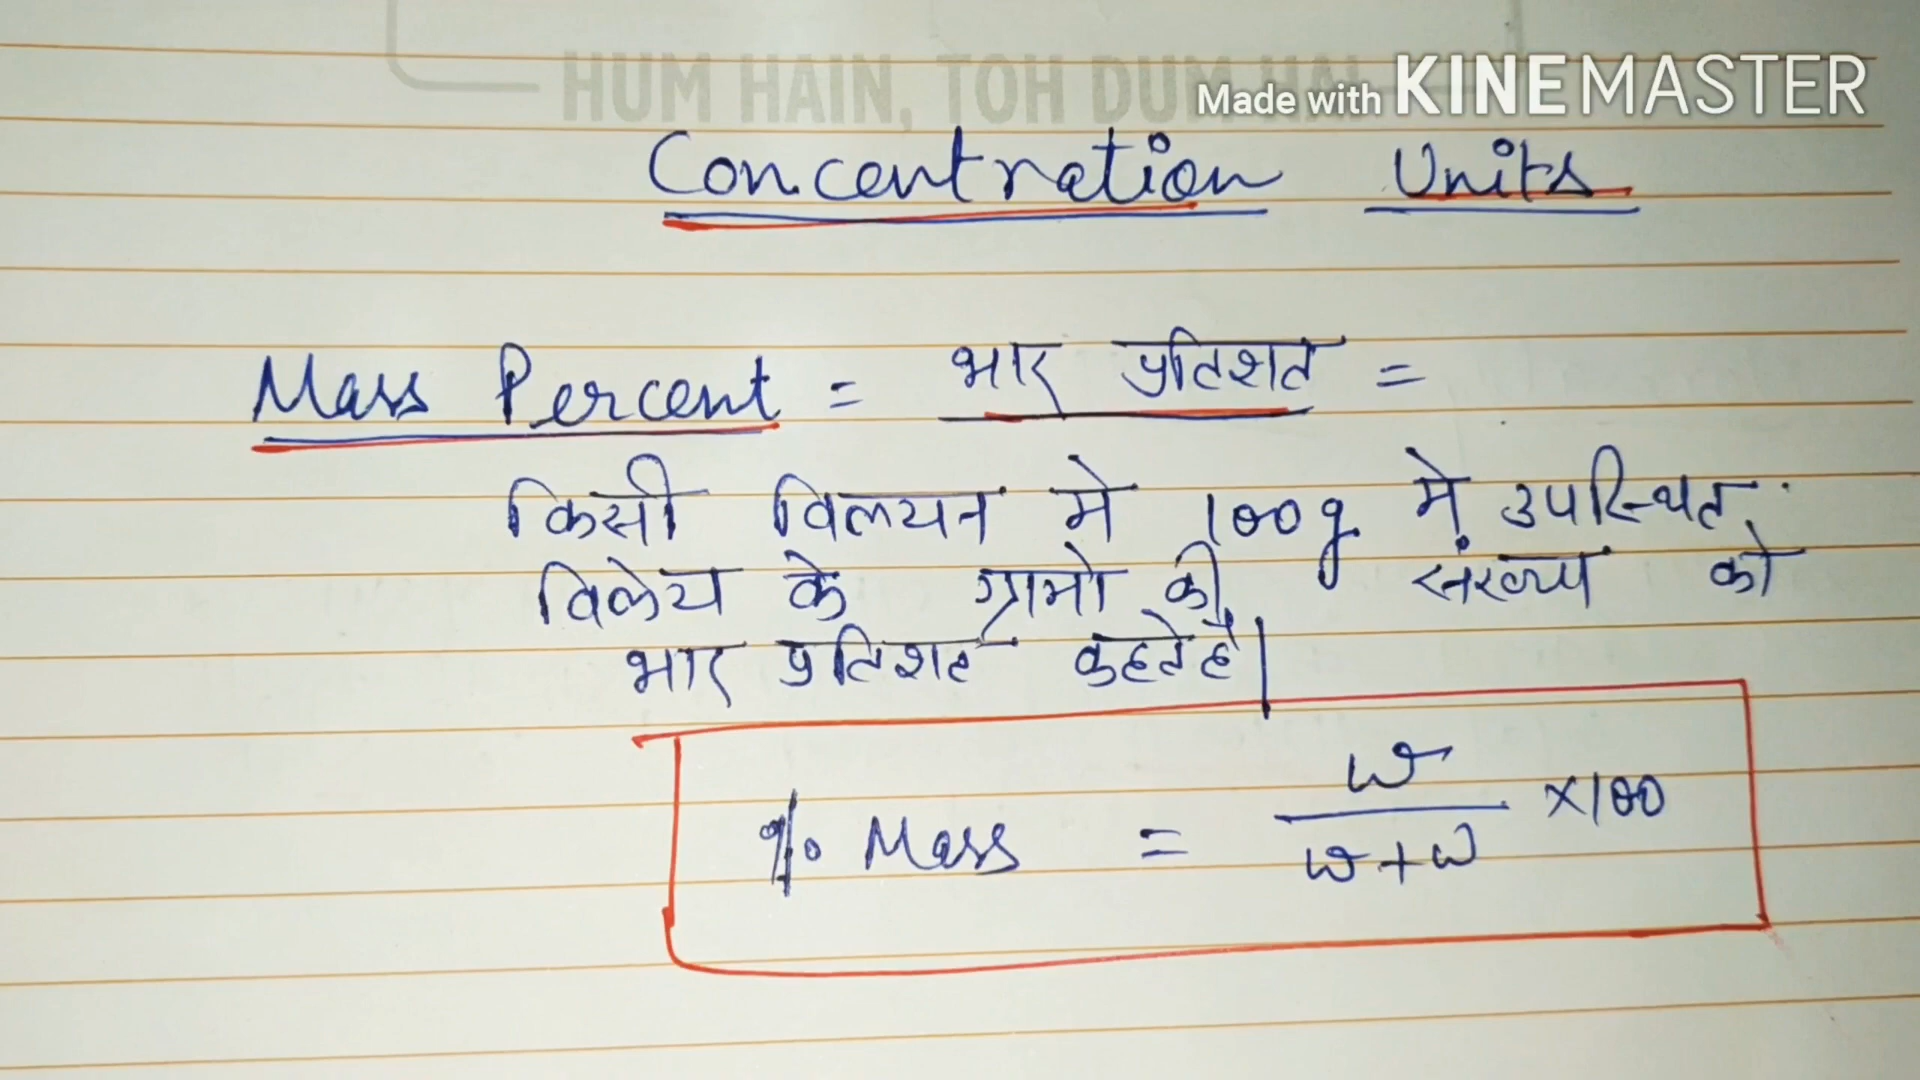 HUM HAIN, TOH DUM HAI
Made with KINEMASTER
Concentration Units
Mass Percent = भार प्रतिशत =
किसी विलयन मे 100g में उपस्थित
विलेय के ग्रामो की संख्या को
भार प्रतिशत कहते है।
% Mass = w / w+W ×100